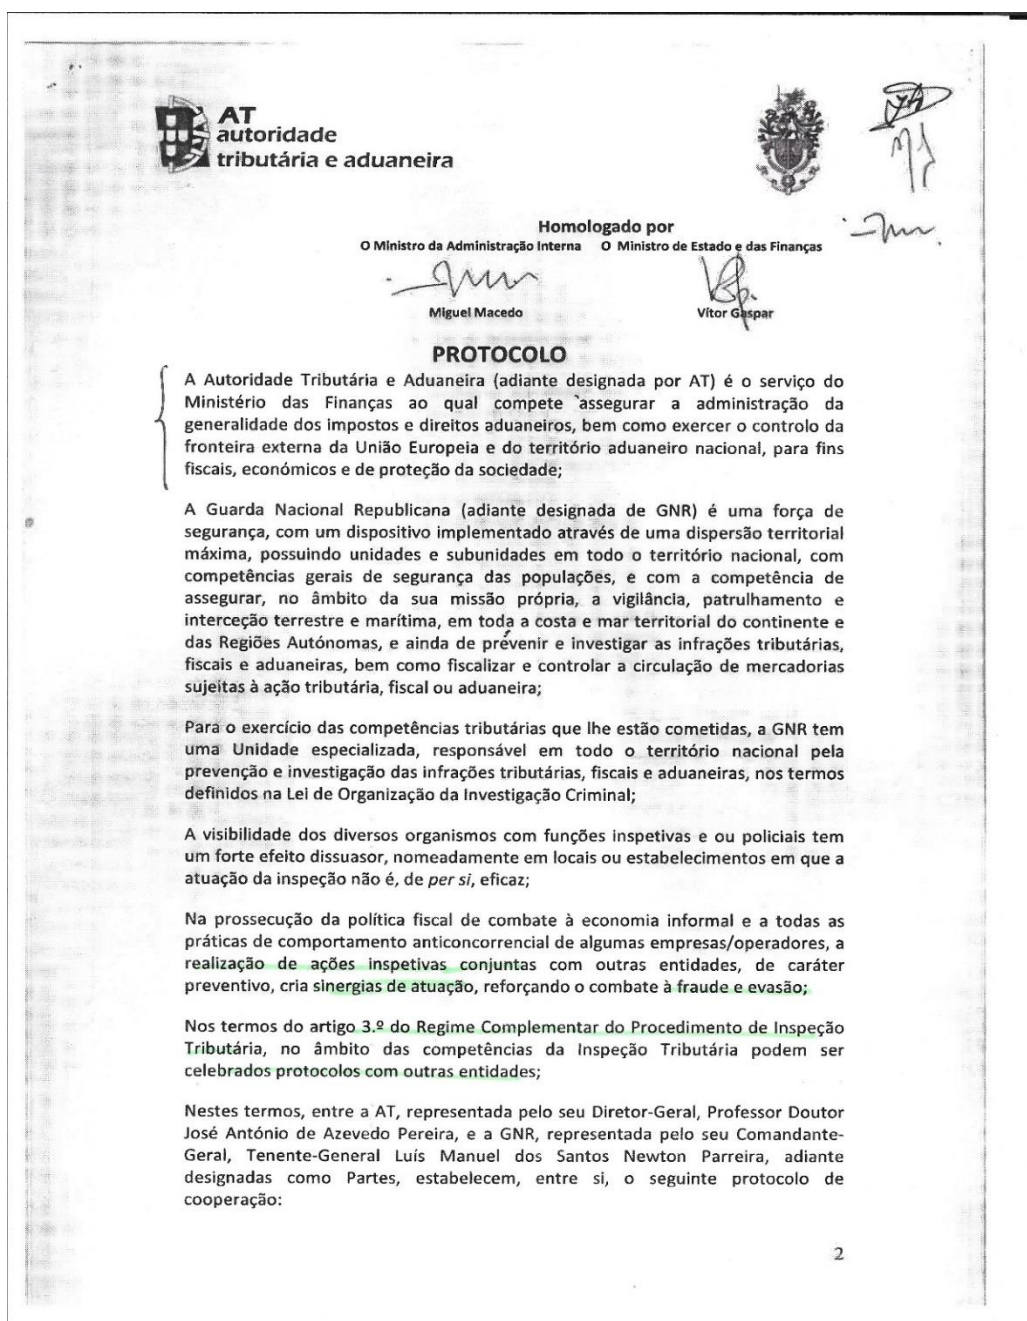 AT
autoridade
tributária e aduaneira
Homologado por
O Ministro da Administração Interna O Ministro de Estado e das Finanças
Miguel Macedo Vítor Gaspar
PROTOCOLO
A Autoridade Tributária e Aduaneira (adiante designada por AT) é o serviço do
Ministério das Finanças ao qual compete assegurar a administração da
generalidade dos impostos e direitos aduaneiros, bem como exercer o controlo da
fronteira externa da União Europeia e do território aduaneiro nacional, para fins
fiscais, económicos e de proteção da sociedade;
A Guarda Nacional Republicana (adiante designada de GNR) é uma força de
segurança, com um dispositivo implementado através de uma dispersão territorial
máxima, possuindo unidades e subunidades em todo o território nacional, com
competências gerais de segurança das populações, e com a competência de
assegurar, no âmbito da sua missão própria, a vigilância, patrulhamento e
interceção terrestre e marítima, em toda a costa e mar territorial do continente e
das Regiões Autónomas, e ainda de prevenir e investigar as infrações tributárias,
fiscais e aduaneiras, bem como fiscalizar e controlar a circulação de mercadorias
sujeitas à ação tributária, fiscal ou aduaneira;
Para o exercício das competências tributárias que lhe estão cometidas, a GNR tem
uma Unidade especializada, responsável em todo o território nacional pela
prevenção e investigação das infrações tributárias, fiscais e aduaneiras, nos termos
definidos na Lei de Organização da Investigação Criminal;
A visibilidade dos diversos organismos com funções inspetivas e ou policiais tem
um forte efeito dissuasor, nomeadamente em locais ou estabelecimentos em que a
atuação da inspeção não é, de per si, eficaz;
Na prossecução da política fiscal de combate à economia informal e a todas as
práticas de comportamento anticoncorrencial de algumas empresas/operadores, a
realização de ações inspetivas conjuntas com outras entidades, de caráter
preventivo, cria sinergias de atuação, reforçando o combate à fraude e evasão;
Nos termos do artigo 3.º do Regime Complementar do Procedimento de Inspeção
Tributária, no âmbito das competências da Inspeção Tributária podem ser
celebrados protocolos com outras entidades;
Nestes termos, entre a AT, representada pelo seu Diretor-Geral, Professor Doutor
José António de Azevedo Pereira, e a GNR, representada pelo seu Comandante-
Geral, Tenente-General Luís Manuel dos Santos Newton Parreira, adiante
designadas como Partes, estabelecem, entre si, o seguinte protocolo de
cooperação:
2